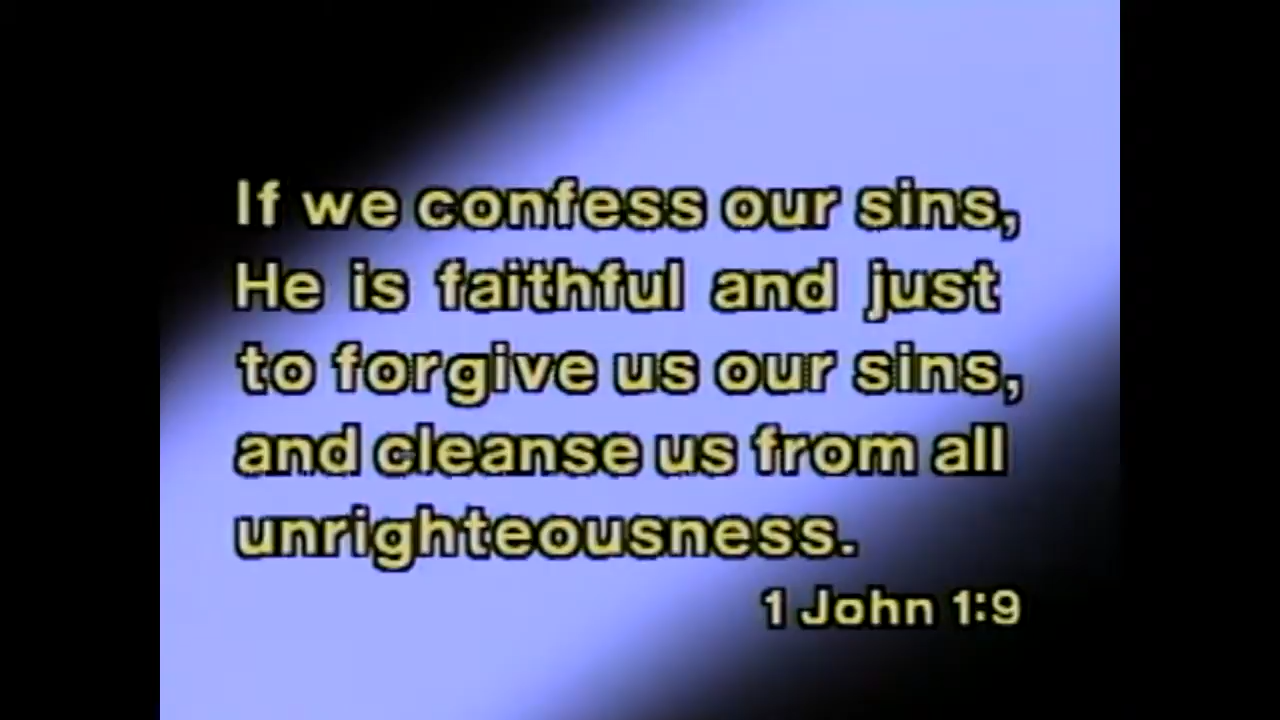 If we confess our sins,
He is faithful and just
to forgive us our sins,
and cleanse us from all
unrighteousness.
1 John 1:9